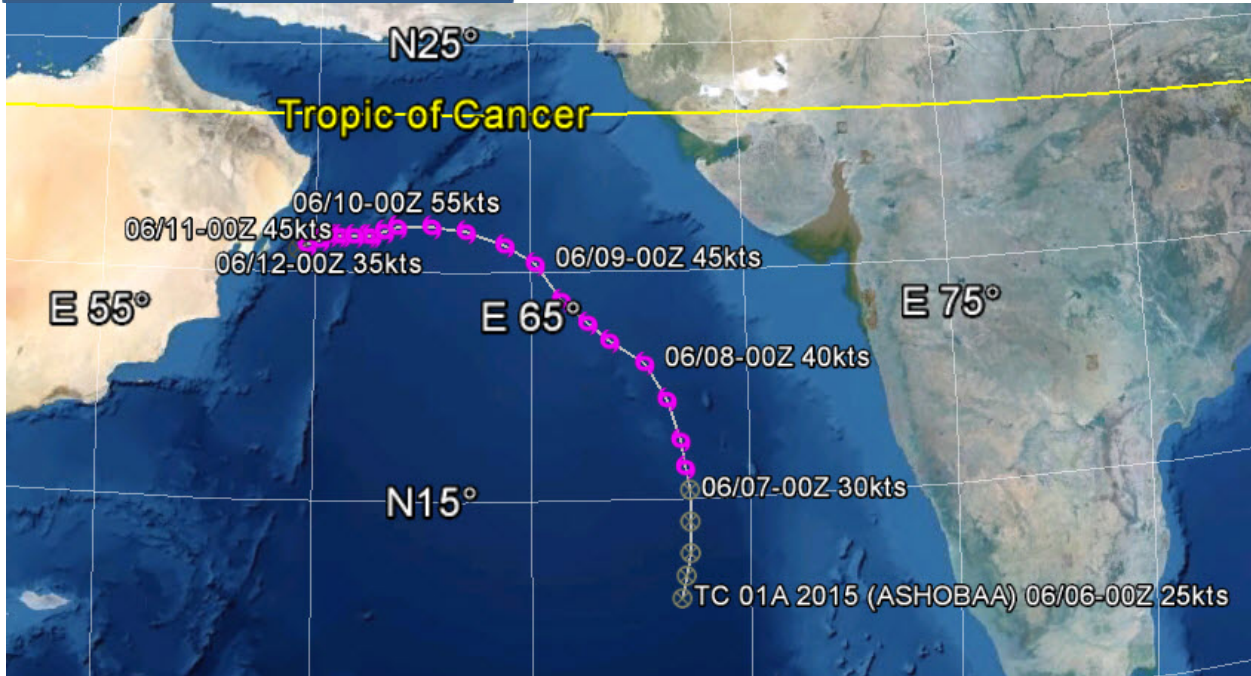 N25°
Tropic of Cancer
06/10-00Z 55kts
06/11-00Z 45kts
06/12-00Z 35kts
06/09-00Z 45kts
E 55°
E 65°
E 75°
06/08-00Z 40kts
N15°
06/07-00Z 30kts
TC 01A 2015 (ASHOBAA) 06/06-00Z 25kts